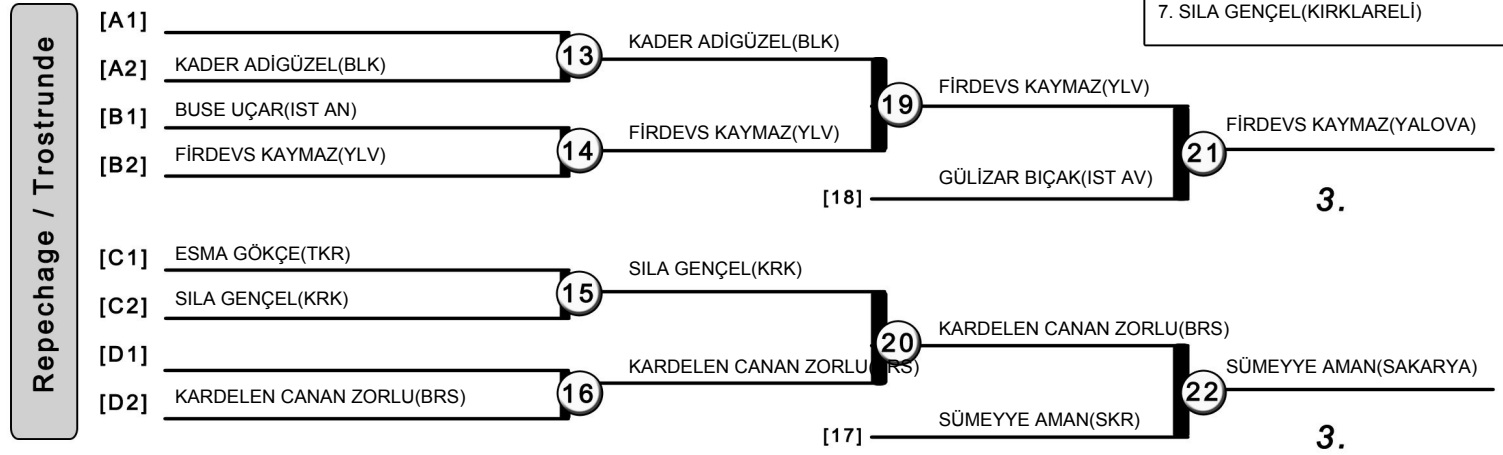 7. SILA GENÇEL(KIRKLARELİ)
Repechage / Trostrunde
[A1]
[A2] KADER ADİGÜZEL(BLK)
13
KADER ADİGÜZEL(BLK)
[B1] BUSE UÇAR(IST AN)
[B2] FİRDEVS KAYMAZ(YLV)
14
FİRDEVS KAYMAZ(YLV)
19
FİRDEVS KAYMAZ(YLV)
[18] GÜLİZAR BIÇAK(IST AV)
21
FİRDEVS KAYMAZ(YALOVA)
3.
[C1] ESMA GÖKÇE(TKR)
[C2] SILA GENÇEL(KRK)
15
SILA GENÇEL(KRK)
[D1]
[D2] KARDELEN CANAN ZORLU(BRS)
16
KARDELEN CANAN ZORLU(BRS)
20
KARDELEN CANAN ZORLU(BRS)
[17] SÜMEYYE AMAN(SKR)
22
SÜMEYYE AMAN(SAKARYA)
3.